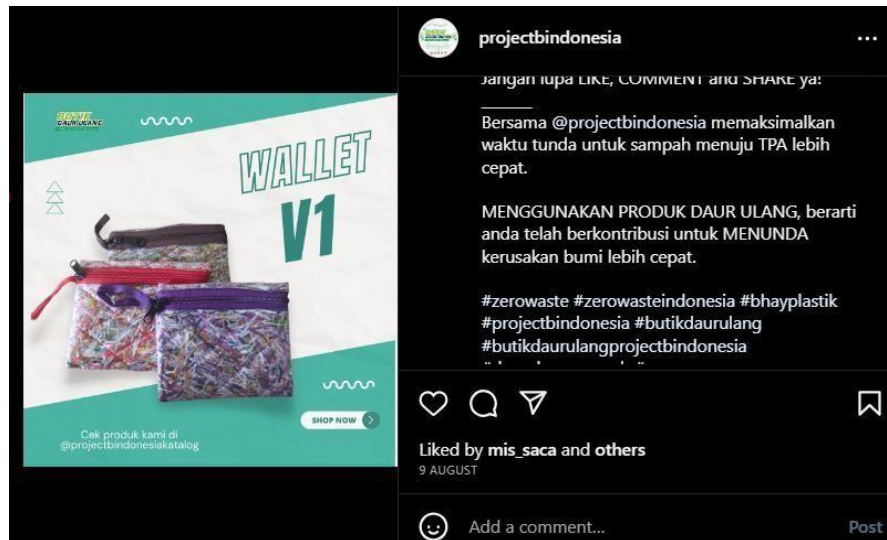 BUTIK
DAUR ULANG
WALLET
V1
SHOP NOW
Cek produk kami di
@projectbindonesiakatalog
projectbindonesia
Jangan lupa LIKE, COMMENT and SHARE ya!
Bersama @projectbindonesia memaksimalkan
waktu tunda untuk sampah menuju TPA lebih
cepat.
MENGGUNAKAN PRODUK DAUR ULANG, berarti
anda telah berkontribusi untuk MENUNDA
kerusakan bumi lebih cepat.
#zerowaste #zerowasteindonesia #bhayplastik
#projectbindonesia #butikdaurulang
#butikdaurulangprojectbindonesia
Liked by mis_saca and others
9 AUGUST
Add a comment...
Post